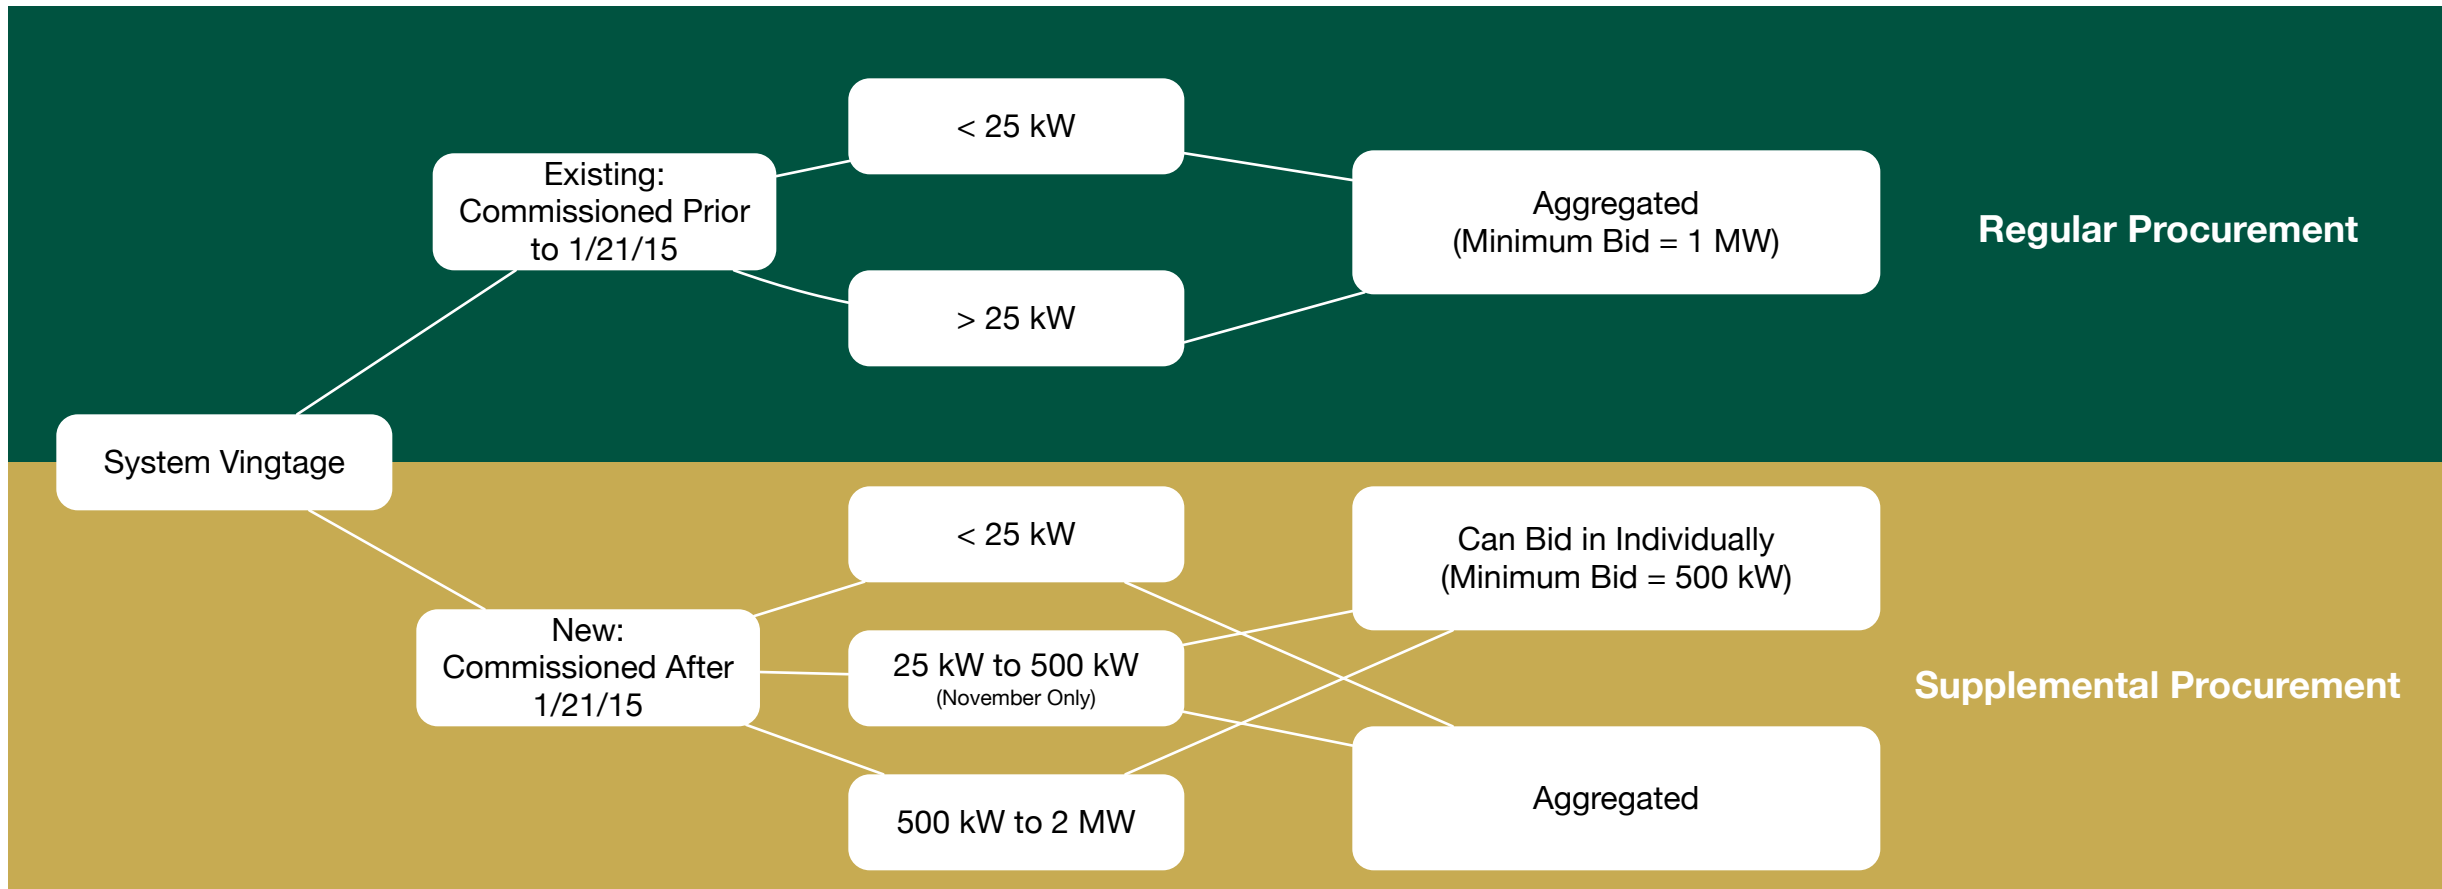 < 25 kW
Existing:
Commissioned Prior
to 1/21/15
Aggregated
(Minimum Bid = 1 MW)
Regular Procurement
> 25 kW
System Vingtage
< 25 kW
Can Bid in Individually
(Minimum Bid = 500 kW)
New:
Commissioned After
1/21/15
25 kW to 500 kW
(November Only)
Supplemental Procurement
500 kW to 2 MW
Aggregated